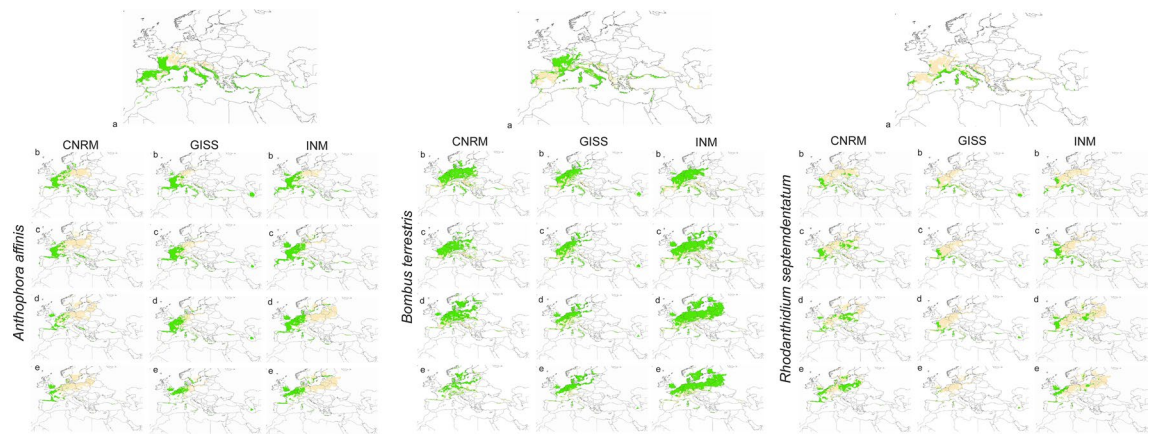 a
CNRM GISS INM
b b b
c c c
d d d
e e e
Anthophora affinis
a
CNRM GISS INM
b b b
c c c
d d d
e e e
Bombus terrestris
a
CNRM GISS INM
b b b
c c c
d d d
e e e
Rhodanthidium septemdentatum